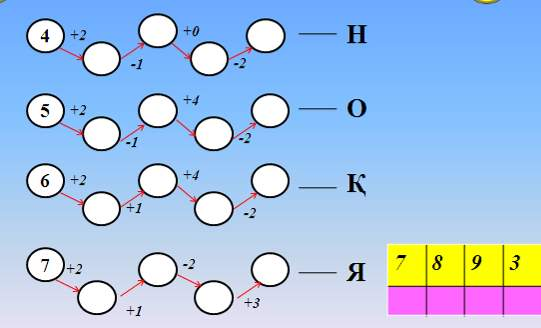 4 +2 -1 +0 -2 Н
5 +2 -1 +4 -2 О
6 +2 +1 +4 -2 Қ
7 +2 +1 -2 +3 Я
7 8 9 3